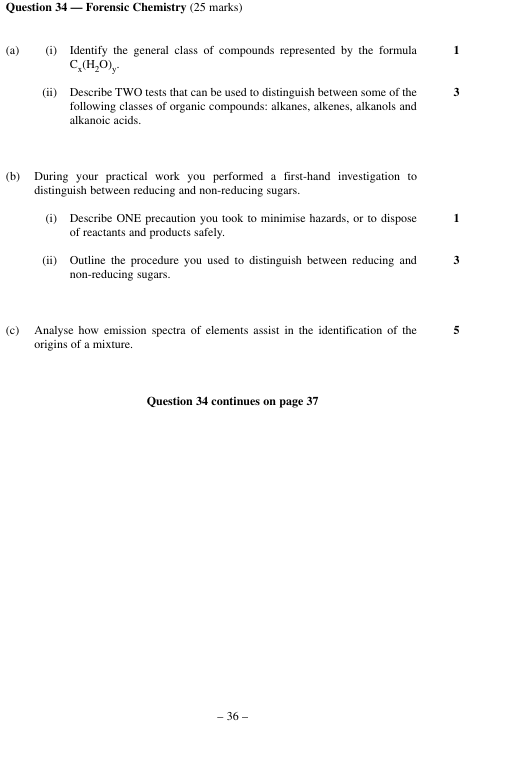 Question 34 — Forensic Chemistry (25 marks)
(a) (i) Identify the general class of compounds represented by the formula 1
Cx(H2O)y.
(ii) Describe TWO tests that can be used to distinguish between some of the 3
following classes of organic compounds: alkanes, alkenes, alkanols and
alkanoic acids.
(b) During your practical work you performed a first-hand investigation to
distinguish between reducing and non-reducing sugars.
(i) Describe ONE precaution you took to minimise hazards, or to dispose 1
of reactants and products safely.
(ii) Outline the procedure you used to distinguish between reducing and 3
non-reducing sugars.
(c) Analyse how emission spectra of elements assist in the identification of the 5
origins of a mixture.
Question 34 continues on page 37
– 36 –